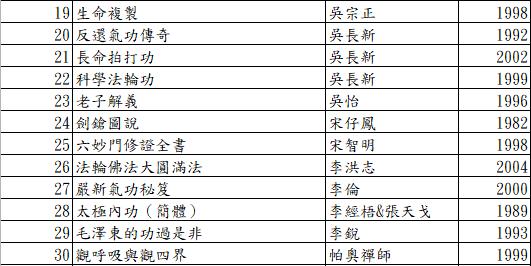 19 生命複製 吳宗正 1998
20 反還氣功傳奇 吳長新 1992
21 長命拍打功 吳長新 2002
22 科學法輪功 吳長新 1999
23 老子解義 吳怡 1996
24 劍鎗圖說 宋仔鳳 1982
25 六妙門修證全書 宋智明 1998
26 法輪佛法大圓滿法 李洪志 2004
27 嚴新氣功秘笈 李倫 2000
28 太極內功（簡體） 李經梧&張天戈 1989
29 毛澤東的功過是非 李銳 1993
30 觀呼吸與觀四界 帕奧禪師 1999